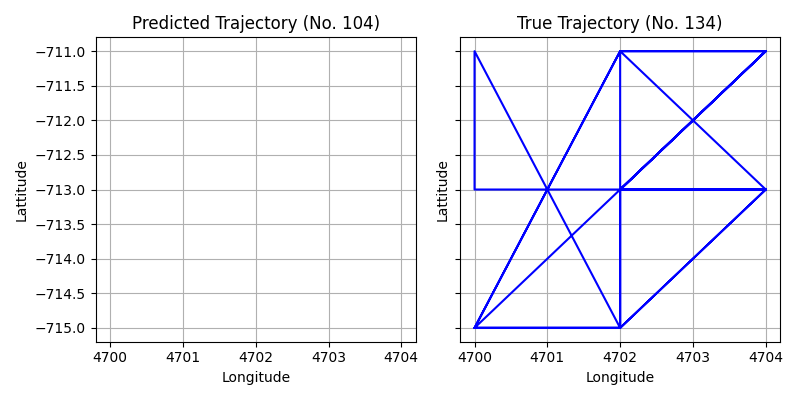 Predicted Trajectory (No. 104)
True Trajectory (No. 134)
−711.0
−711.5
−712.0
−712.5
−713.0
−713.5
−714.0
−714.5
−715.0
Lattitude
Lattitude
4700 4701 4702 4703 4704
4700 4701 4702 4703 4704
Longitude
Longitude